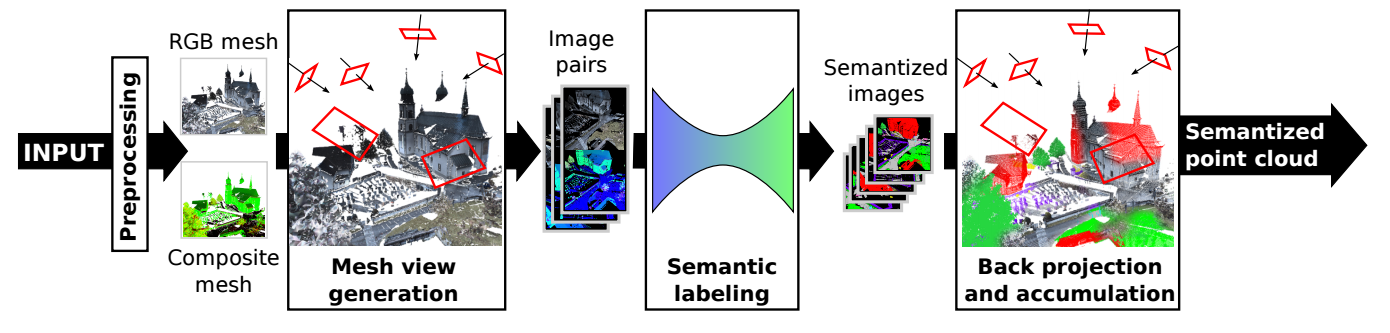 INPUT
Preprocessing
RGB mesh
Composite
mesh
Mesh view
generation
Image
pairs
Semantic
labeling
Semantized
images
Back projection
and accumulation
Semantized
point cloud